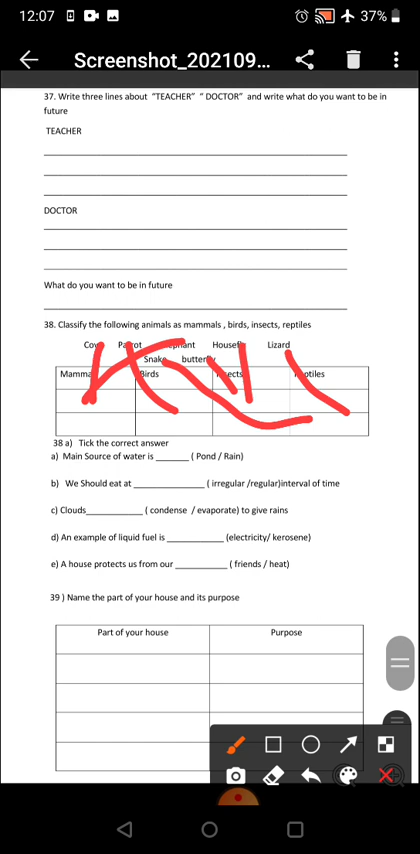 12:07 37%
Screenshot_202109...
37. Write three lines about "TEACHER" " DOCTOR" and write what do you want to be in
future
TEACHER
DOCTOR
What do you want to be in future
38. Classify the following animals as mammals , birds, insects, reptiles
Lizard
Snake
Birds
38 a) Tick the correct answer
a) Main Source of water is ______ ( Pond / Rain)
b) We Should eat at ____________ ( irregular /regular)interval of time
c) Clouds__________ ( condense / evaporate) to give rains
d) An example of liquid fuel is __________ (electricity/ kerosene)
e) A house protects us from our _________ ( friends / heat)
39 ) Name the part of your house and its purpose
Part of your house Purpose